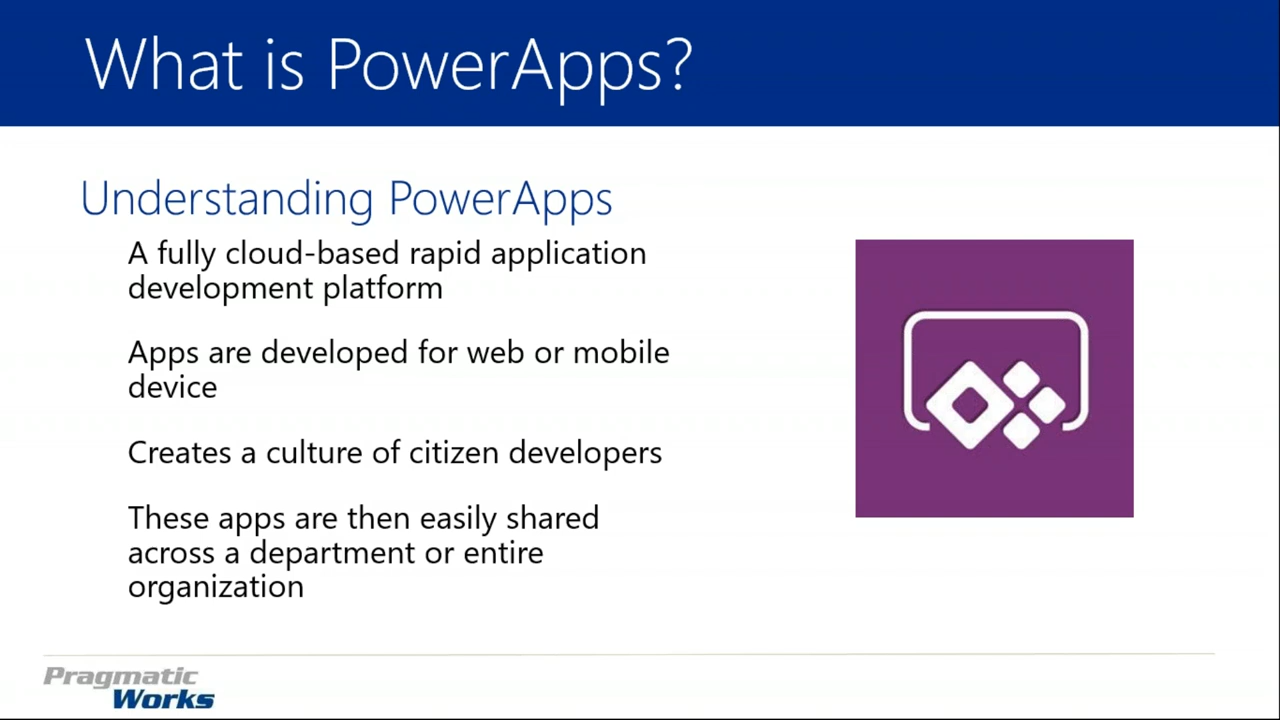 What is PowerApps?
Understanding PowerApps
A fully cloud-based rapid application
development platform
Apps are developed for web or mobile
device
Creates a culture of citizen developers
These apps are then easily shared
across a department or entire
organization
Pragmatic
Works